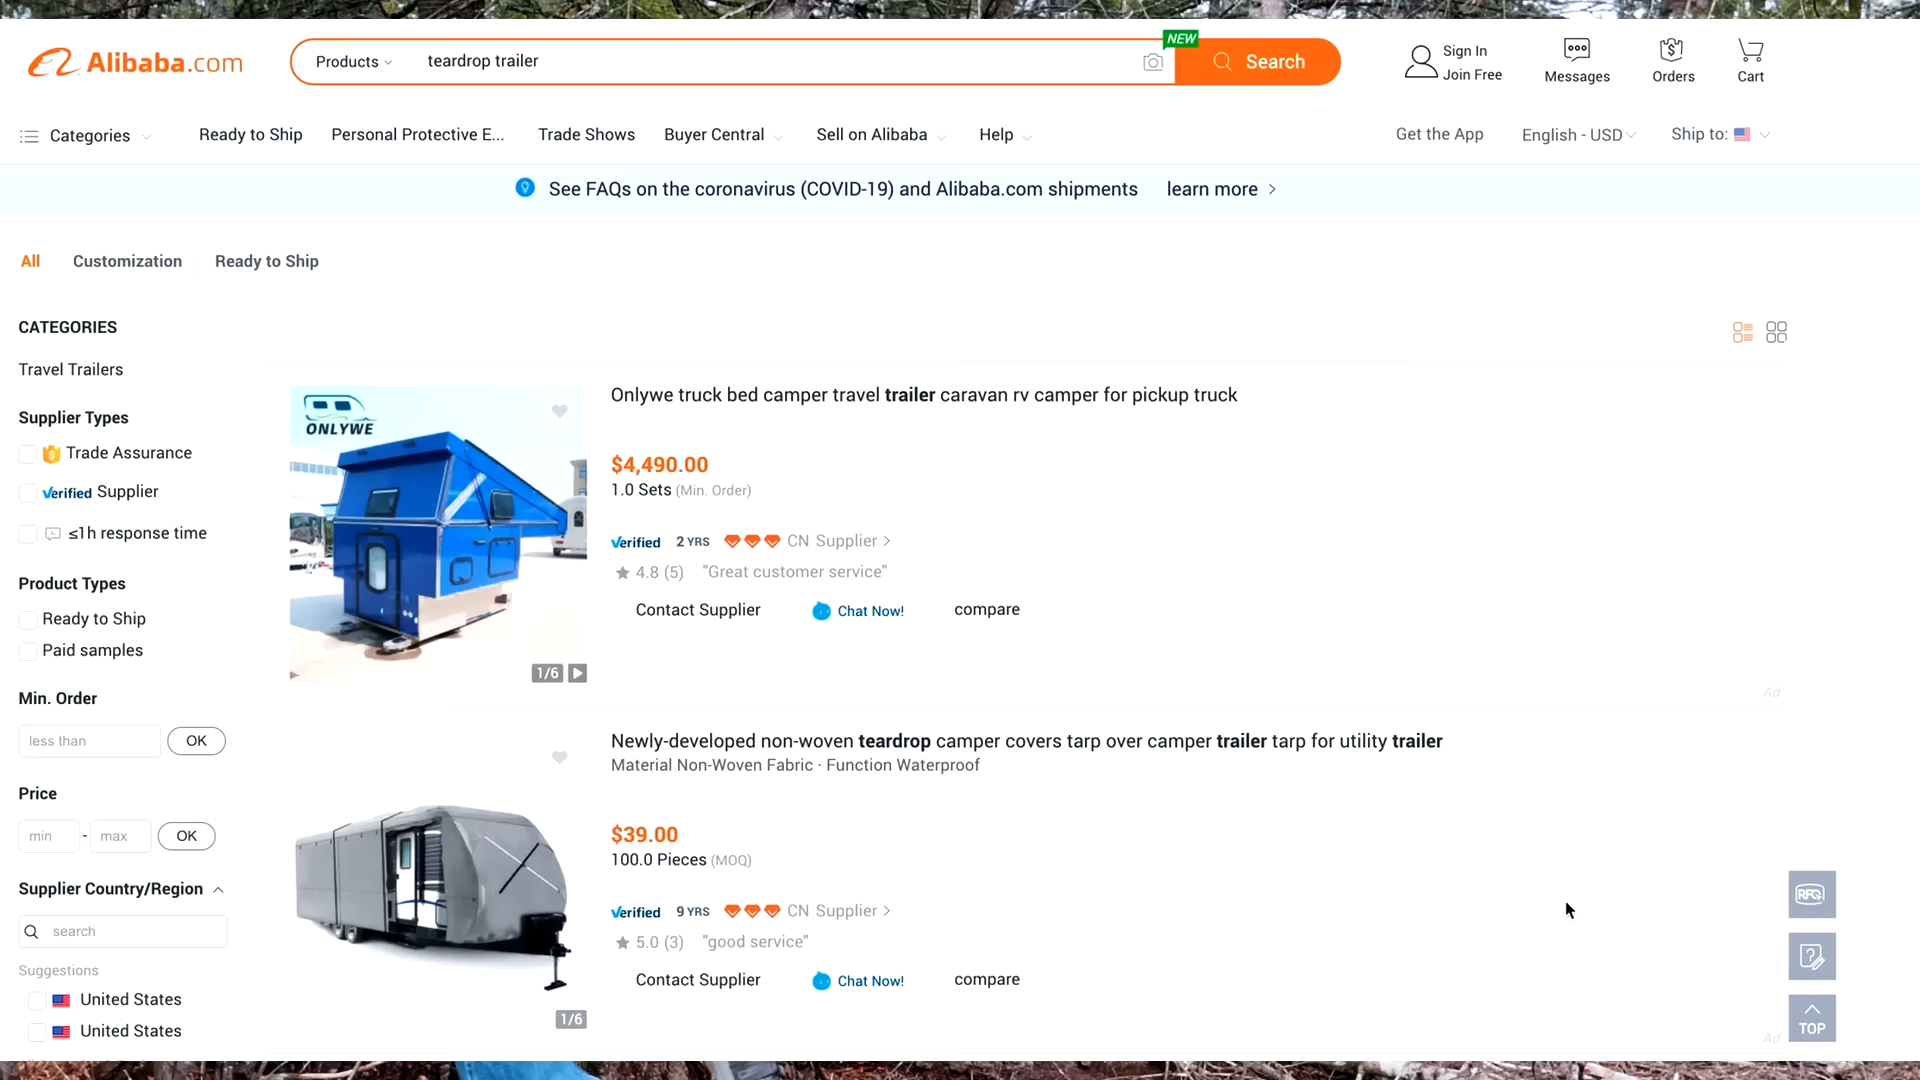 Alibaba.com
Products
teardrop trailer
NEW
Search
Sign In
Join Free
Messages
Orders
Cart
Categories
Ready to Ship
Personal Protective E...
Trade Shows
Buyer Central
Sell on Alibaba
Help
Get the App
English - USD
Ship to:
See FAQs on the coronavirus (COVID-19) and Alibaba.com shipments learn more >
All
Customization
Ready to Ship
CATEGORIES
Travel Trailers
Supplier Types
Trade Assurance
Verified Supplier
≤1h response time
Product Types
Ready to Ship
Paid samples
Min. Order
less than
OK
Price
min - max
OK
Supplier Country/Region
search
Suggestions
United States
United States
ONLYWE
1/6
Onlywe truck bed camper travel trailer caravan rv camper for pickup truck
$4,490.00
1.0 Sets (Min. Order)
Verified 2 YRS CN Supplier >
4.8 (5) "Great customer service"
Contact Supplier
Chat Now!
compare
Ad
1/6
Newly-developed non-woven teardrop camper covers tarp over camper trailer tarp for utility trailer
Material Non-Woven Fabric · Function Waterproof
$39.00
100.0 Pieces (MOQ)
Verified 9 YRS CN Supplier >
5.0 (3) "good service"
Contact Supplier
Chat Now!
compare
Ad
RFQ
TOP